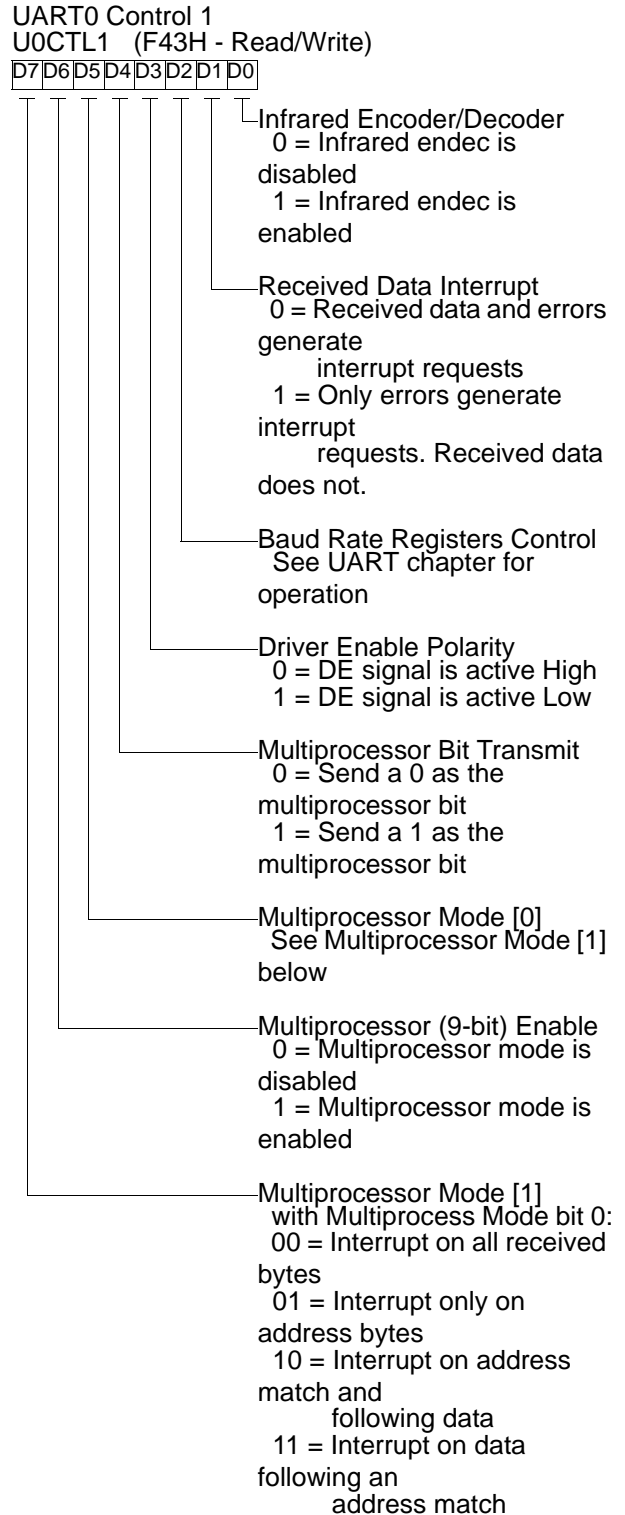 UART0 Control 1
U0CTL1 (F43H - Read/Write)
D7 D6 D5 D4 D3 D2 D1 D0
Infrared Encoder/Decoder
0 = Infrared endec is
disabled
1 = Infrared endec is
enabled
Received Data Interrupt
0 = Received data and errors
generate
interrupt requests
1 = Only errors generate
interrupt
requests. Received data
does not.
Baud Rate Registers Control
See UART chapter for
operation
Driver Enable Polarity
0 = DE signal is active High
1 = DE signal is active Low
Multiprocessor Bit Transmit
0 = Send a 0 as the
multiprocessor bit
1 = Send a 1 as the
multiprocessor bit
Multiprocessor Mode [0]
See Multiprocessor Mode [1]
below
Multiprocessor (9-bit) Enable
0 = Multiprocessor mode is
disabled
1 = Multiprocessor mode is
enabled
Multiprocessor Mode [1]
with Multiprocess Mode bit 0:
00 = Interrupt on all received
bytes
01 = Interrupt only on
address bytes
10 = Interrupt on address
match and
following data
11 = Interrupt on data
following an
address match